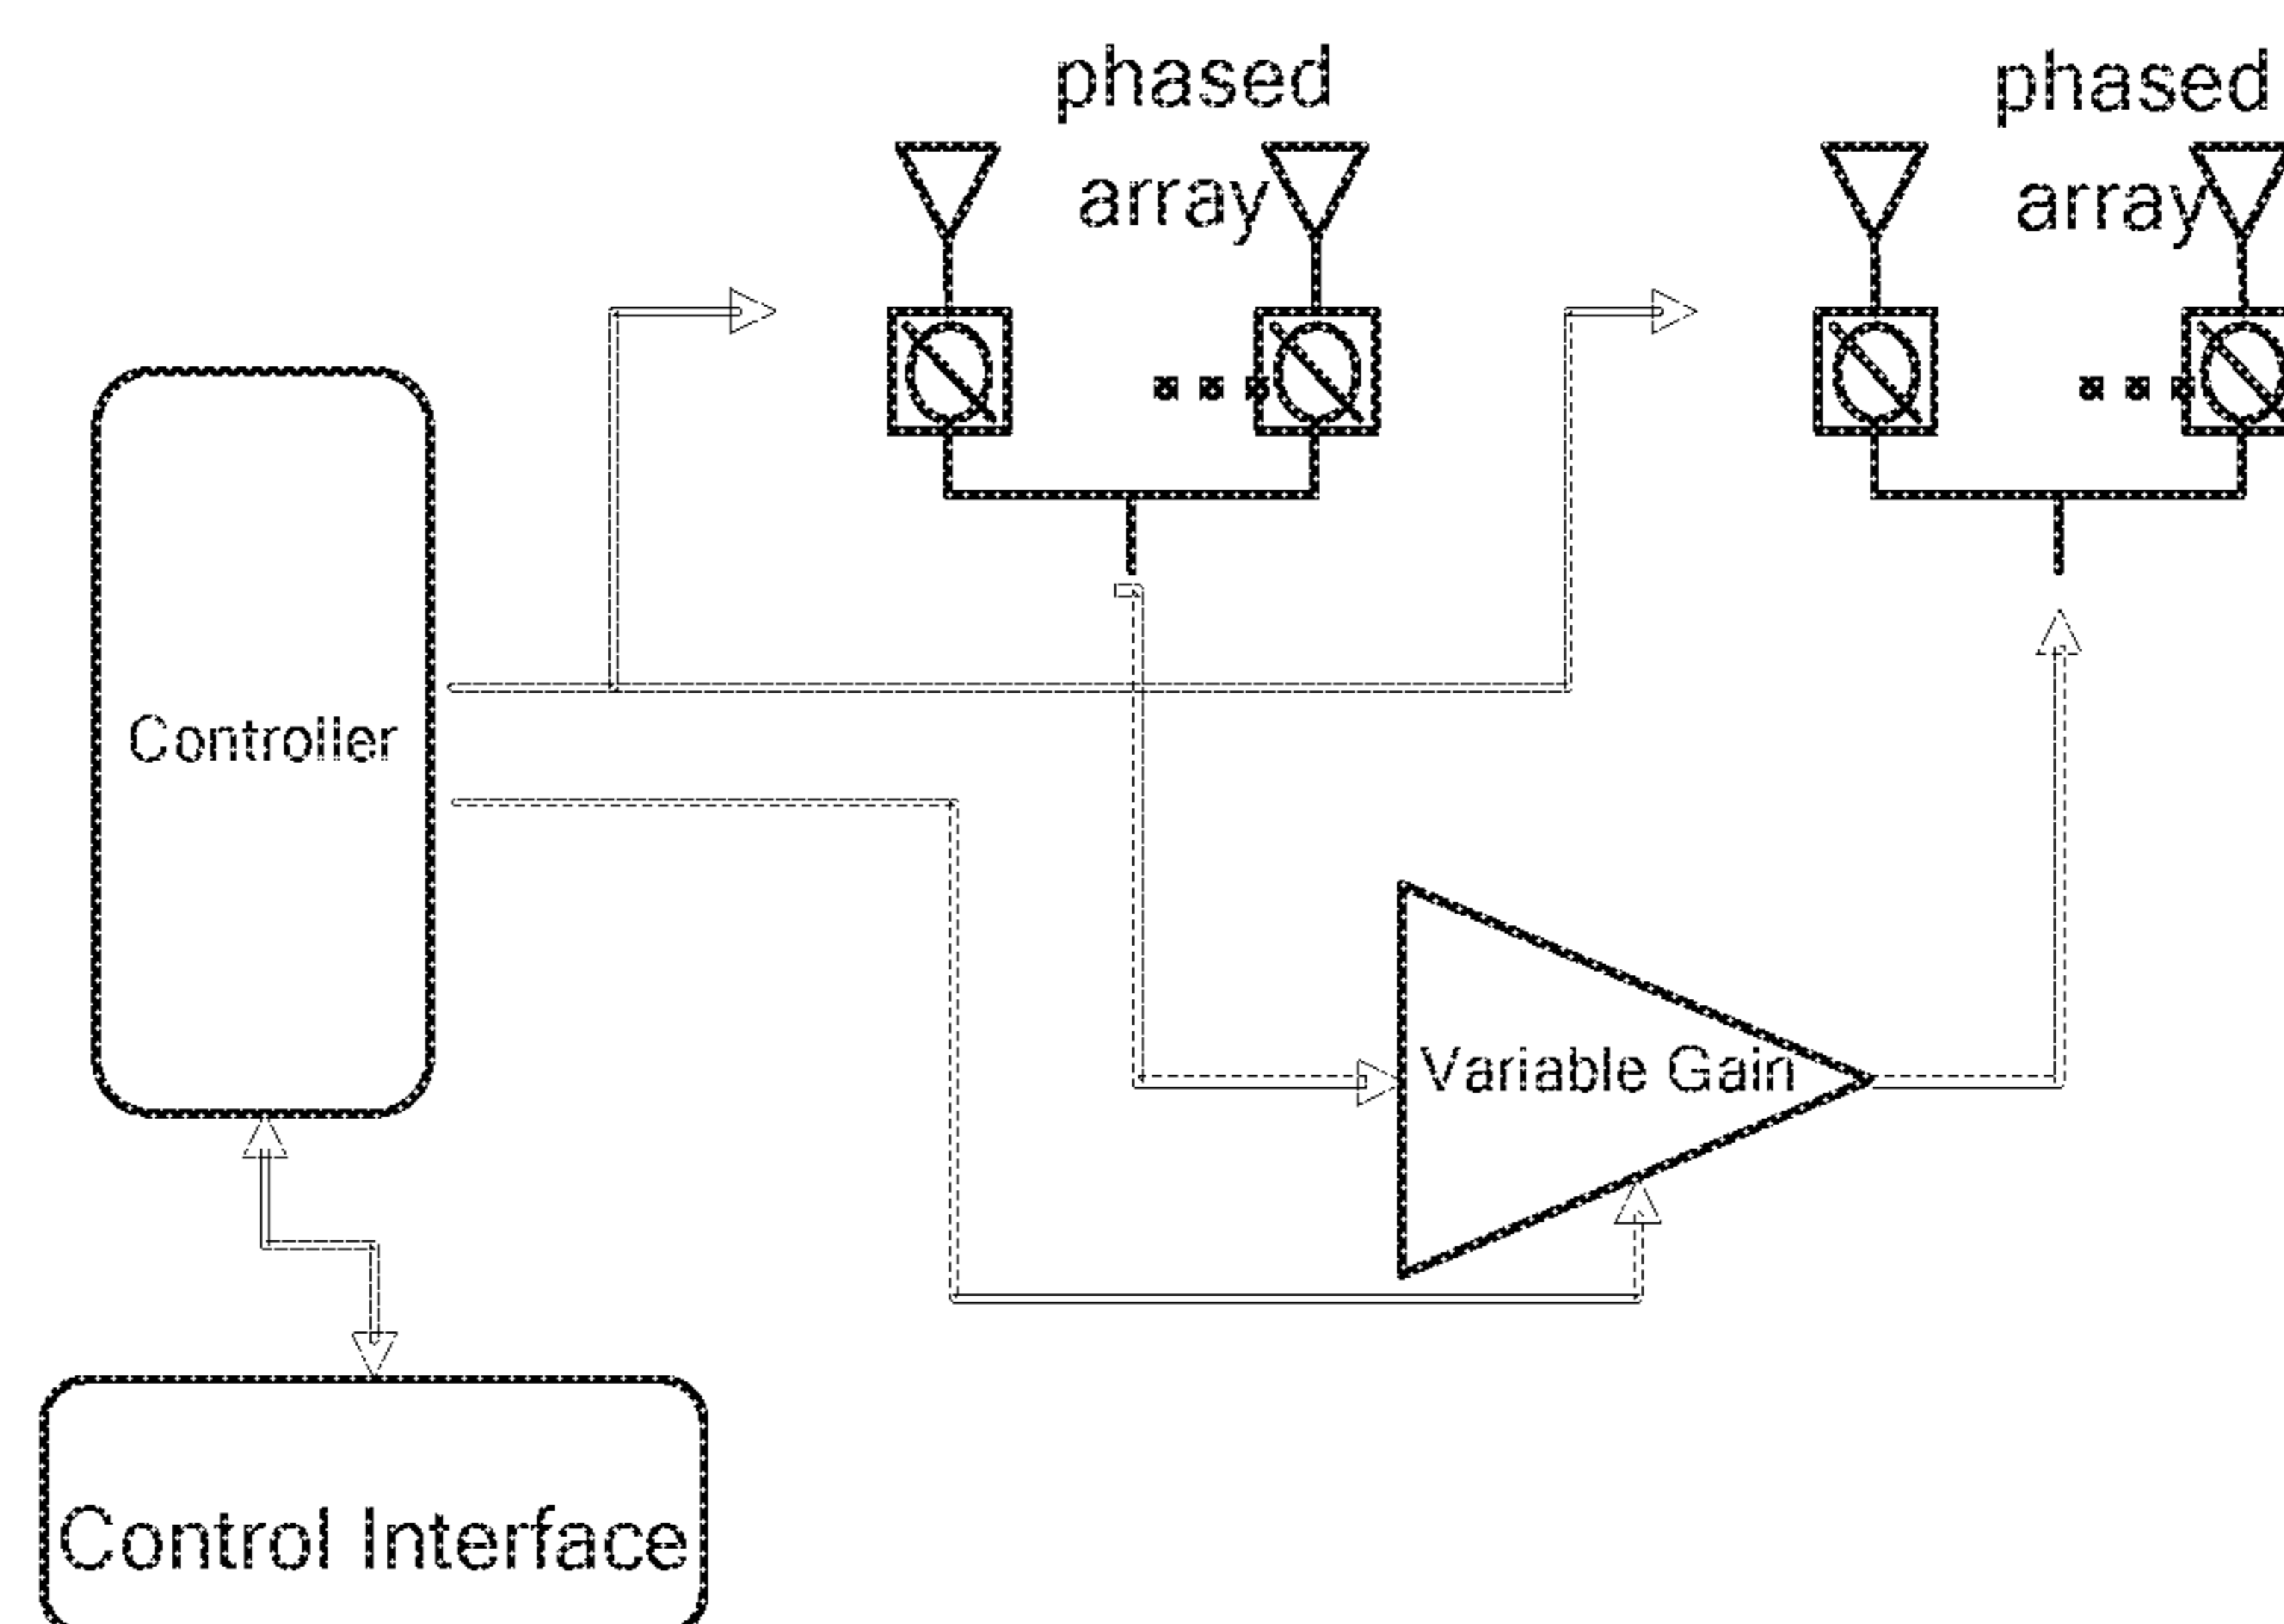 phased
array
phased
array
Controller
Variable Gain
Control Interface